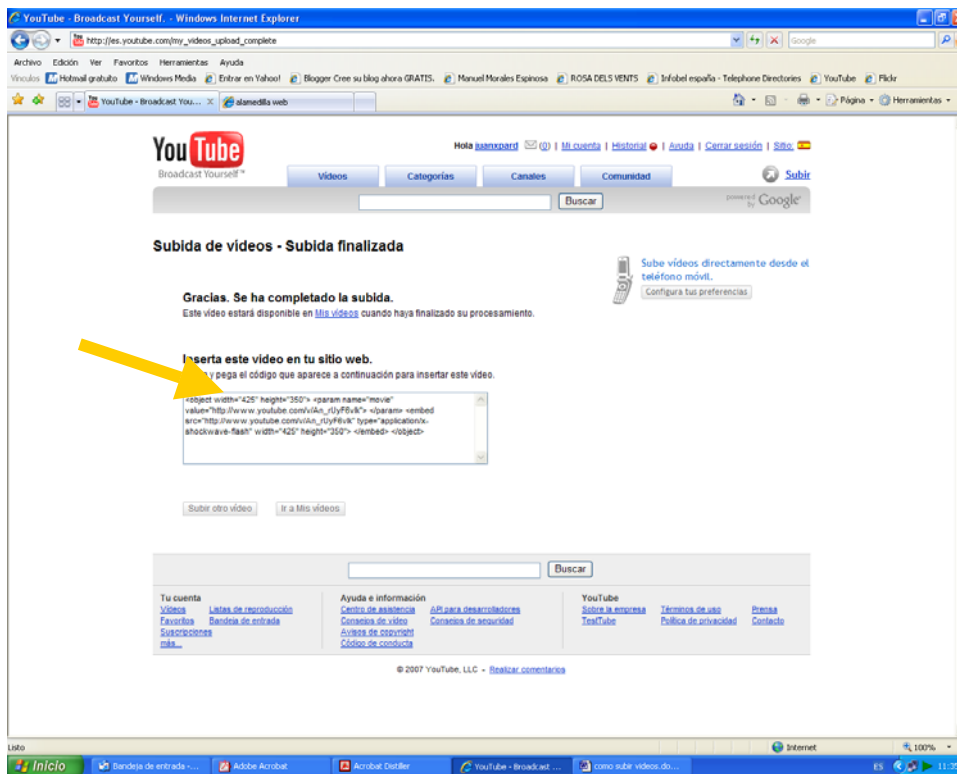 YouTube - Broadcast Yourself. - Windows Internet Explorer
http://es.youtube.com/my_videos_upload_complete
Google
Archivo Edición Ver Favoritos Herramientas Ayuda
Vínculos Hotmail gratuito Windows Media Entrar en Yahoo! Blogger Cree su blog ahora GRATIS. Manuel Morales Espinosa ROSA DELS VENTS Infobel españa - Telephone Directories YouTube Flickr
YouTube - Broadcast You... alamedilla web Página Herramientas
You Tube
Broadcast Yourself™
Hola juanxpard (0) | Mi cuenta | Historial | Ayuda | Cerrar sesión | Sitio:
Vídeos Categorías Canales Comunidad Subir
Buscar powered by Google
Subida de vídeos - Subida finalizada
Sube vídeos directamente desde el
teléfono móvil.
Configura tus preferencias
Gracias. Se ha completado la subida.
Este vídeo estará disponible en Mis vídeos cuando haya finalizado su procesamiento.
Inserta este vídeo en tu sitio web.
y pega el código que aparece a continuación para insertar este vídeo.
<object width="425" height="350"> <param name="movie"
value="http://www.youtube.com/v/An_rUyF6vlk"> </param> <embed
src="http://www.youtube.com/v/An_rUyF6vlk" type="application/x-
shockwave-flash" width="425" height="350"> </embed> </object>
Subir otro vídeo Ir a Mis vídeos
Buscar
Tu cuenta Ayuda e información YouTube
Vídeos Listas de reproducción Centro de asistencia API para desarrolladores Sobre la empresa Términos de uso Prensa
Favoritos Bandeja de entrada Consejos de vídeo Consejos de seguridad TestTube Política de privacidad Contacto
Suscripciones Avisos de copyright
más... Código de conducta
© 2007 YouTube, LLC - Realizar comentarios
Listo Internet 100%
Inicio Bandeja de entrada -... Adobe Acrobat Acrobat Distiller YouTube - Broadcast ... como subir videos.do... ES 11:35